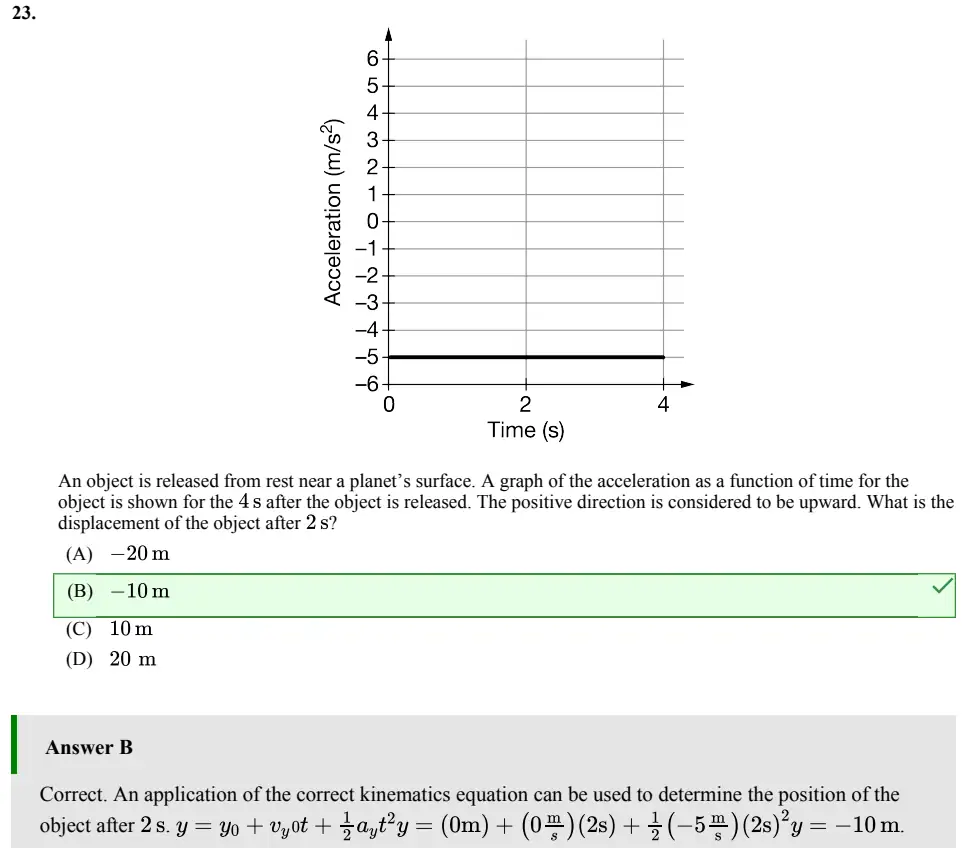 23.
6
5
4
3
2
1
0
−1
−2
−3
−4
−5
−6
Acceleration (m/s²)
0 2 4
Time (s)
An object is released from rest near a planet’s surface. A graph of the acceleration as a function of time for the
object is shown for the 4 s after the object is released. The positive direction is considered to be upward. What is the
displacement of the object after 2 s?
(A) −20 m
(B) −10 m
(C) 10 m
(D) 20 m
Answer B
Correct. An application of the correct kinematics equation can be used to determine the position of the
object after 2 s. y = y₀ + v_y0t + ½a_yt²y = (0m) + (0 m/s)(2s) + ½(−5 m/s)(2s)²y = −10 m.